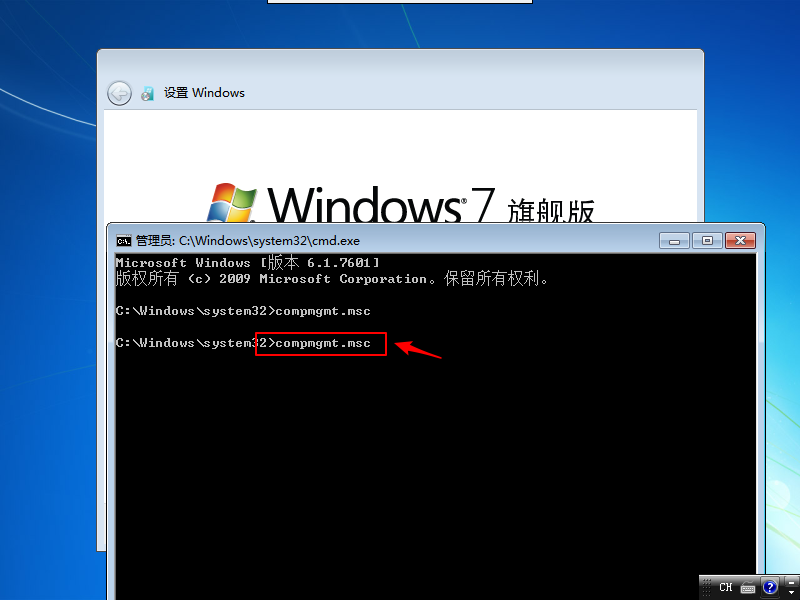 设置 Windows
Windows® 7 旗舰版
管理员: C:\Windows\system32\cmd.exe
Microsoft Windows [版本 6.1.7601]
版权所有 (c) 2009 Microsoft Corporation。保留所有权利。
C:\Windows\system32>compmgmt.msc
C:\Windows\system32>compmgmt.msc
CH